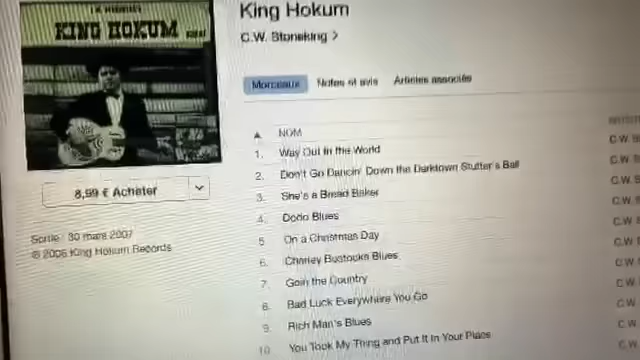 KING HOKUM
King Hokum
C.W. Stoneking >
Morceaux Notes et avis Articles associés
NOM
1. Way Out in the World C.W.
2. Don't Go Dancin' Down the Darktown Strutter's Ball C.W.
3. She's a Bread Baker C.W.
4. Dodo Blues C.W.
5 On a Christmas Day C.W.
6. Charley Bostocks Blues C.W.
7. Goin the Country C.W.
8. Bad Luck Everywhere You Go C.W.
9. Rich Man's Blues C.W.
10. You Took My Thing and Put It In Your Place C.W.
8,99 € Acheter
Sortie : 30 mars 2007
© 2006 King Hokum Records